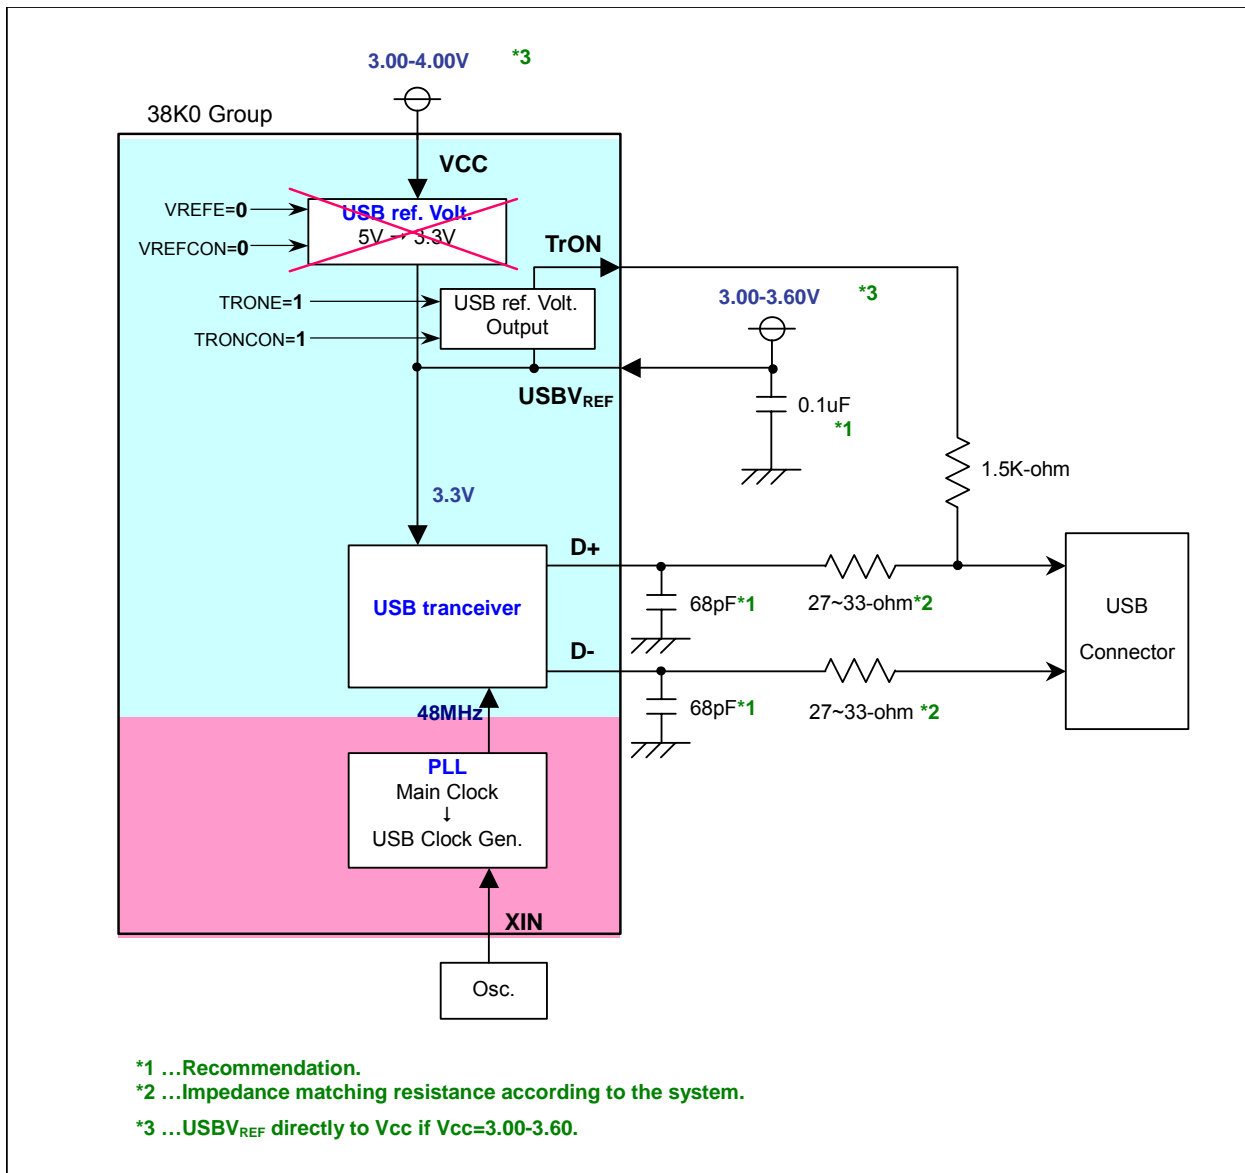 3.00-4.00V *3
38K0 Group
VCC
VREFE=0
USB ref. Volt.
5V → 3.3V
VREFCON=0
TrON
TRONE=1
USB ref. Volt.
Output
TRONCON=1
3.00-3.60V *3
USBVREF
0.1uF
*1
1.5K-ohm
3.3V
D+
USB tranceiver
68pF*1
27~33-ohm*2
USB
Connector
D-
68pF*1
27~33-ohm *2
48MHz
PLL
Main Clock
↓
USB Clock Gen.
XIN
Osc.
*1 …Recommendation.
*2 …Impedance matching resistance according to the system.
*3 …USBVREF directly to Vcc if Vcc=3.00-3.60.